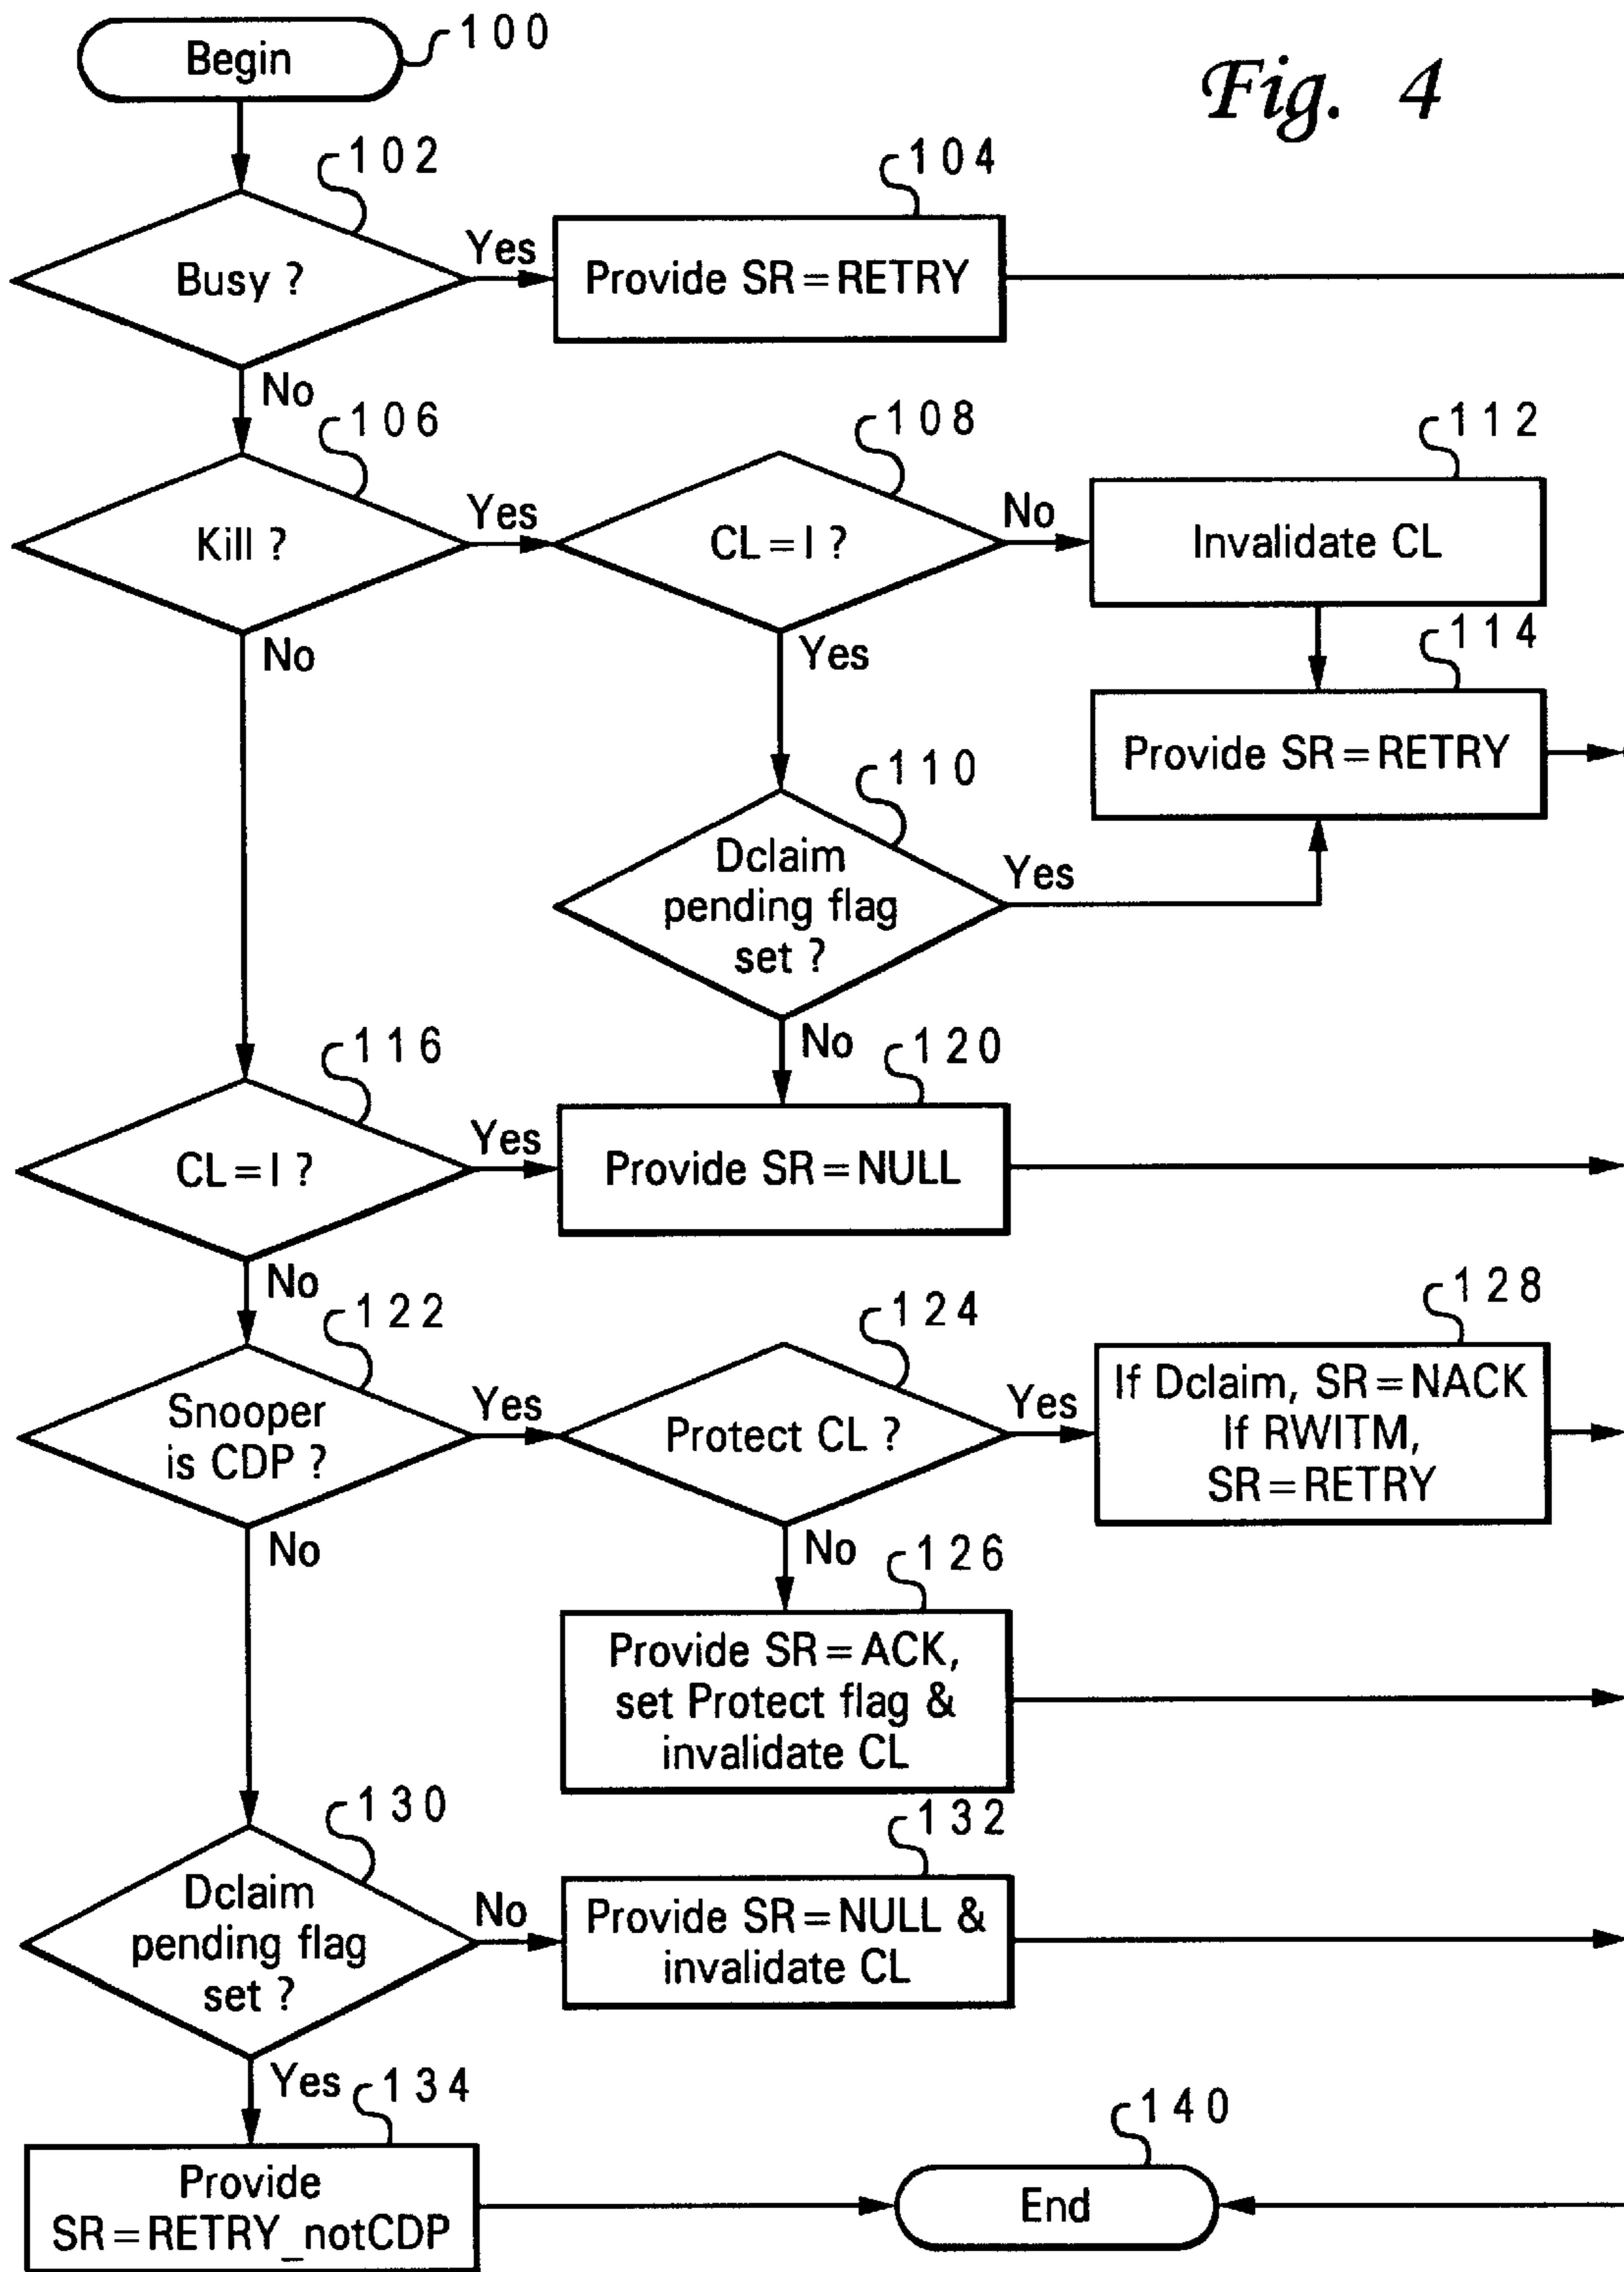 Begin
100
Fig. 4
102
104
Busy ?
Yes
Provide SR=RETRY
No
106
108
112
Kill ?
Yes
CL=I ?
No
Invalidate CL
No
Yes
114
Provide SR=RETRY
110
Dclaim
pending flag
set ?
Yes
No
116
120
CL=I ?
Yes
Provide SR=NULL
No
122
124
128
Snooper
is CDP ?
Yes
Protect CL ?
Yes
If Dclaim, SR=NACK
If RWITM,
SR=RETRY
No
No
126
Provide SR=ACK,
set Protect flag &
invalidate CL
130
132
Dclaim
pending flag
set ?
No
Provide SR=NULL &
invalidate CL
Yes
134
140
Provide
SR=RETRY_notCDP
End